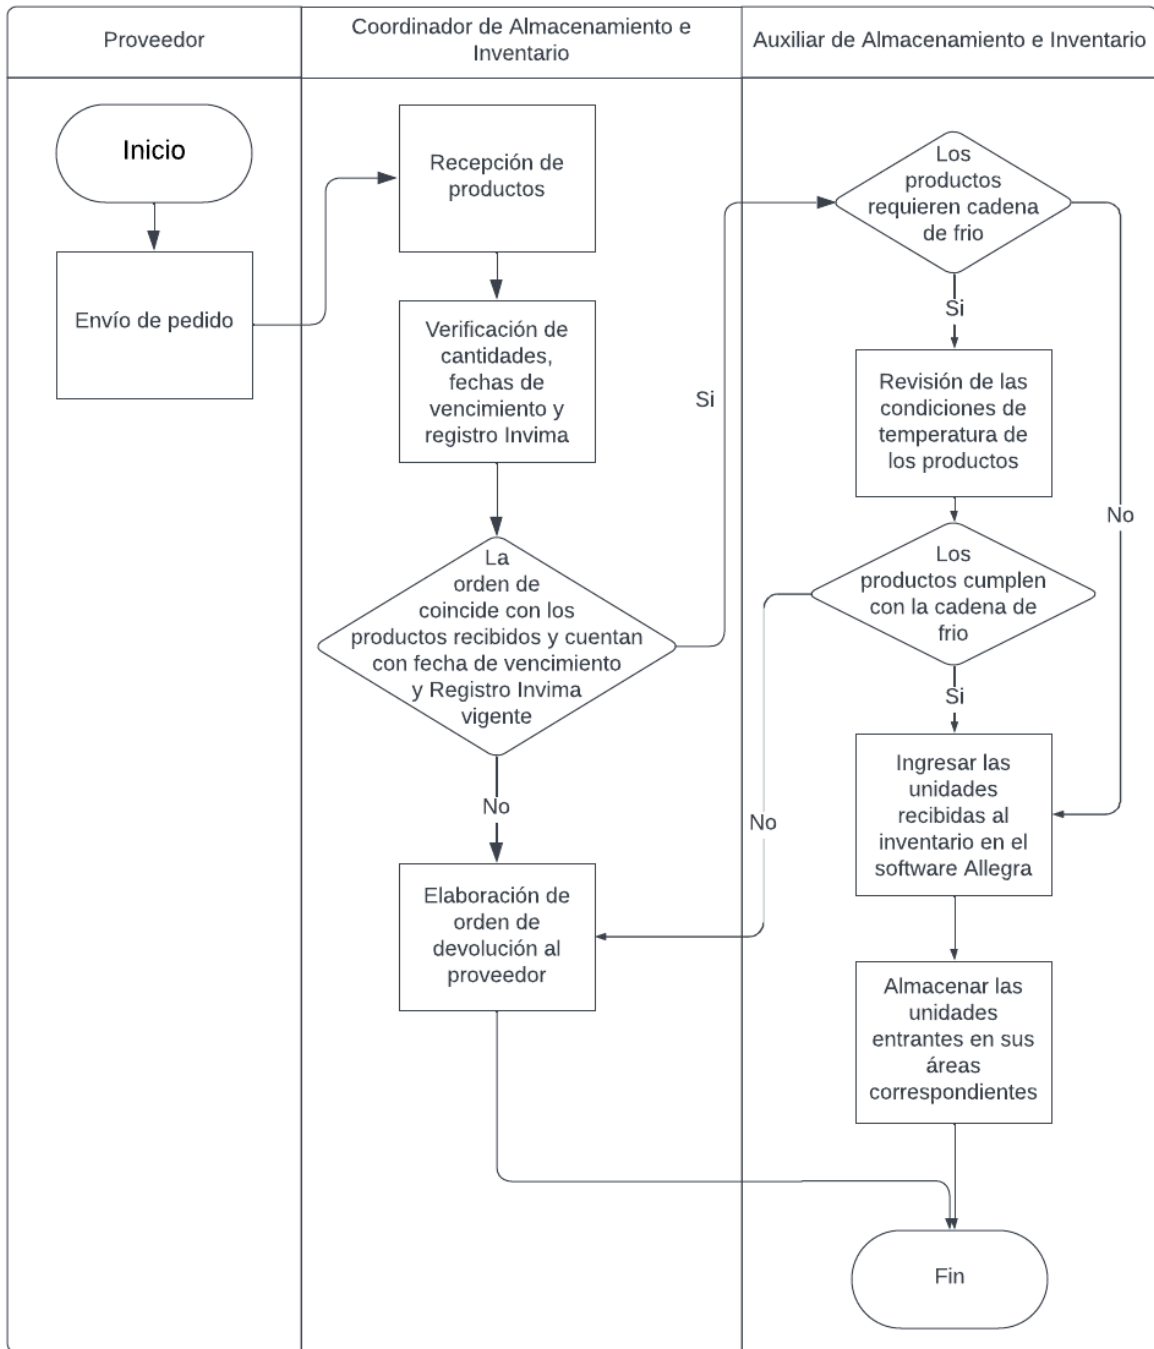 Proveedor
Coordinador de Almacenamiento e
Inventario
Auxiliar de Almacenamiento e Inventario
Inicio
Envío de pedido
Recepción de
productos
Verificación de
cantidades,
fechas de
vencimiento y
registro Invima
La
orden de
coincide con los
productos recibidos y cuentan
con fecha de vencimiento
y Registro Invima
vigente
Si
No
Elaboración de
orden de
devolución al
proveedor
Los
productos
requieren cadena
de frio
Si
No
Revisión de las
condiciones de
temperatura de
los productos
Los
productos cumplen
con la cadena de
frio
No
Si
Ingresar las
unidades
recibidas al
inventario en el
software Allegra
Almacenar las
unidades
entrantes en sus
áreas
correspondientes
Fin